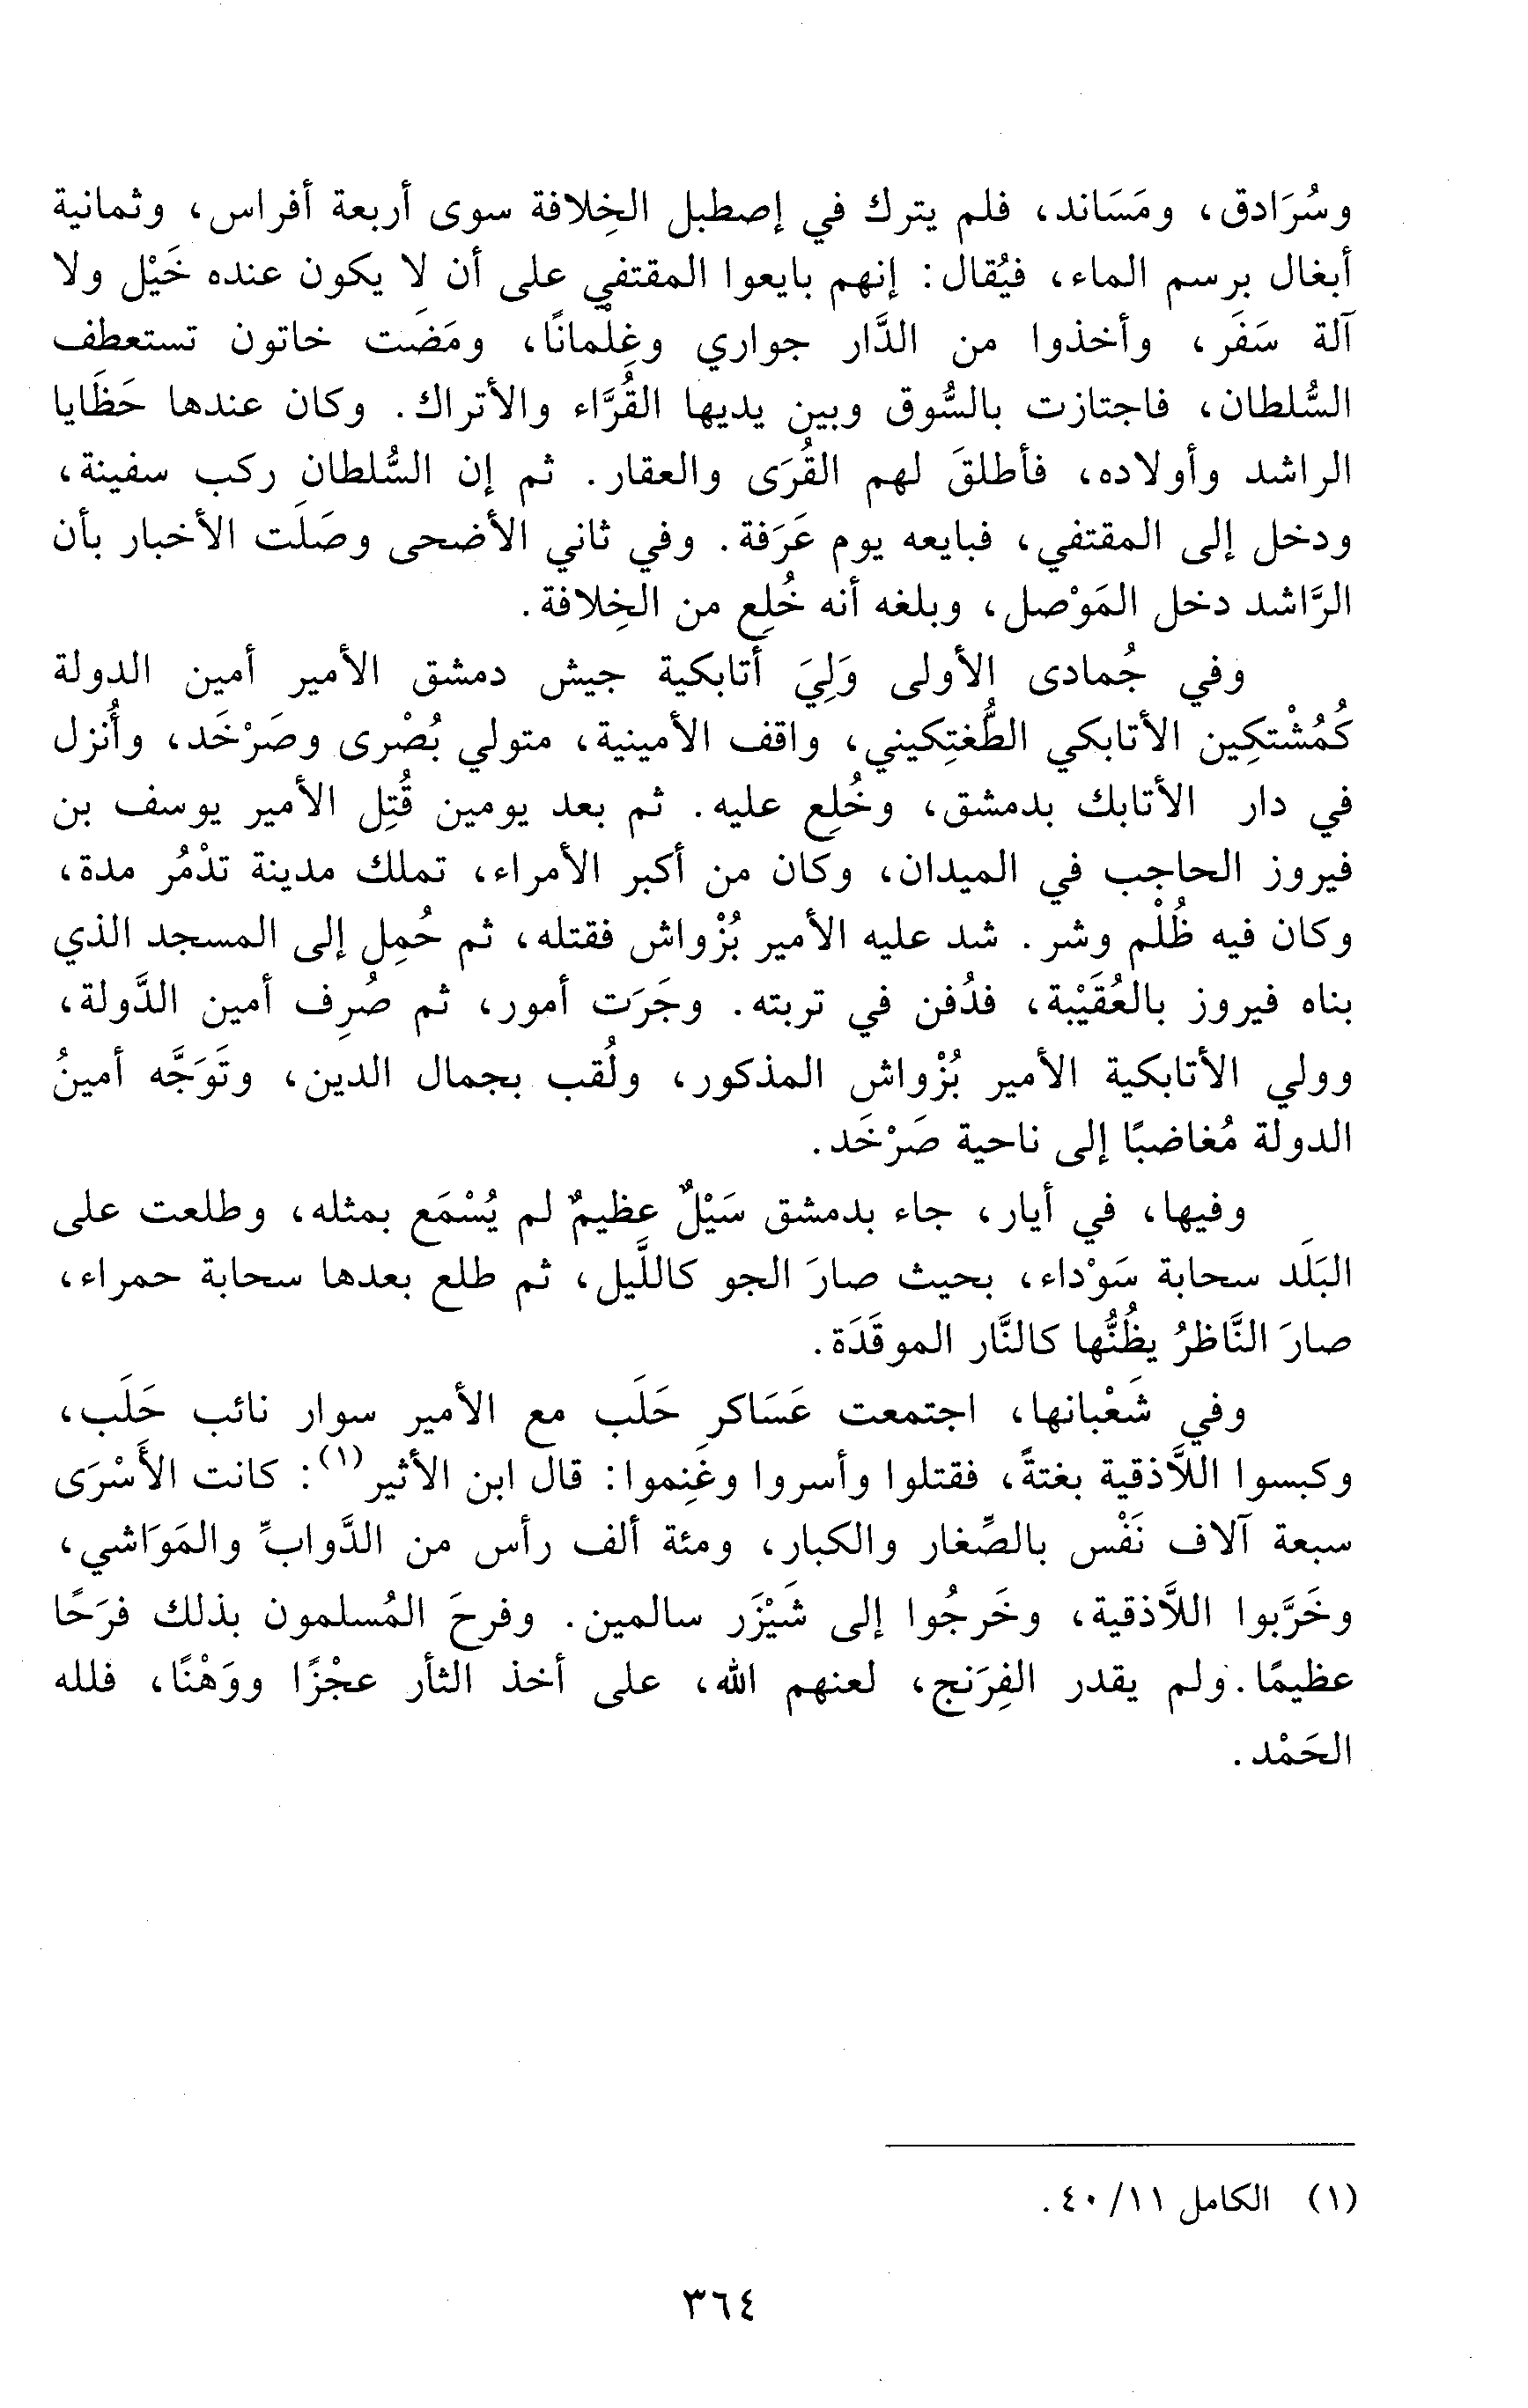 وسُرَادق، ومَسَاند، فلم يترك في إصطبل الخِلافة سوى أربعة أفراس، وثمانية
أبغال برسم الماء، فيُقال: إنهم بايعوا المقتفي على أن لا يكون عنده خَيْل ولا
آلة سَفَر، وأخذوا من الدَّار جواري وغِلْمانًا، ومَضَت خاتون تستعطف
السُّلطان، فاجتازت بالسُّوق وبين يديها القُرَّاء والأتراك. وكان عندها حَظَايا
الراشد وأولاده، فأطلقَ لهم القُرَى والعقار. ثم إن السُّلطان ركب سفينة،
ودخل إلى المقتفي، فبايعه يوم عَرَفة. وفي ثاني الأضحى وصَلَت الأخبار بأن
الرَّاشد دخل المَوْصل، وبلغه أنه خُلِع من الخِلافة.
وفي جُمادى الأولى وَلِيَ أتابكية جيش دمشق الأمير أمين الدولة
كُمُشْتكِين الأتابكي الطُّغتِكيني، واقف الأمينية، متولي بُصْرى وصَرْخَد، وأُنزل
في دار الأتابك بدمشق، وخُلِع عليه. ثم بعد يومين قُتِل الأمير يوسف بن
فيروز الحاجب في الميدان، وكان من أكبر الأمراء، تملك مدينة تدْمُر مدة،
وكان فيه ظُلْم وشر. شد عليه الأمير بُزْواش فقتله، ثم حُمِل إلى المسجد الذي
بناه فيروز بالعُقَيْبة، فدُفن في تربته. وجَرَت أمور، ثم صُرِف أمين الدَّولة،
وولي الأتابكية الأمير بُزْواش المذكور، ولُقب بجمال الدين، وتَوَجَّه أمينُ
الدولة مُغاضبًا إلى ناحية صَرْخَد.
وفيها، في أيار، جاء بدمشق سَيْلٌ عظيمٌ لم يُسْمَع بمثله، وطلعت على
البَلَد سحابة سَوْداء، بحيث صارَ الجو كاللَّيل، ثم طلع بعدها سحابة حمراء،
صارَ النَّاظرُ يظُنُّها كالنَّار الموقَدَة.
وفي شَعْبانها، اجتمعت عَسَاكر حَلَب مع الأمير سوار نائب حَلَب،
وكبسوا اللاَّذقية بغتةً، فقتلوا وأسروا وغَنِموا: قال ابن الأثير(١): كانت الأَسْرَى
سبعة آلاف نَفْس بالصِّغار والكبار، ومئة ألف رأس من الدَّوابِّ والمَوَاشي،
وخَرَّبوا اللاَّذقية، وخَرجُوا إلى شَيْزَر سالمين. وفرحَ المُسلمون بذلك فرَحًا
عظيمًا. ولم يقدر الفِرَنج، لعنهم الله، على أخذ الثأر عجْزًا ووَهْنًا، فلله
الحَمْد.
(١) الكامل ١١/ ٤٠.
٣٦٤